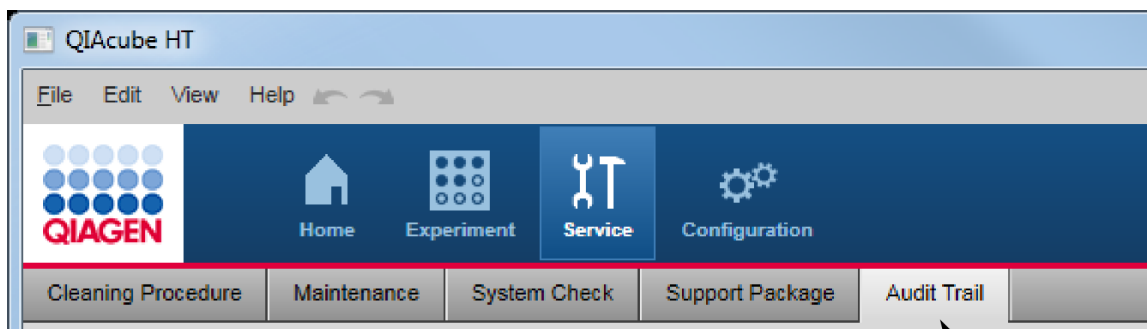 QIAcube HT
File Edit View Help
QIAGEN
Home Experiment Service Configuration
Cleaning Procedure Maintenance System Check Support Package Audit Trail